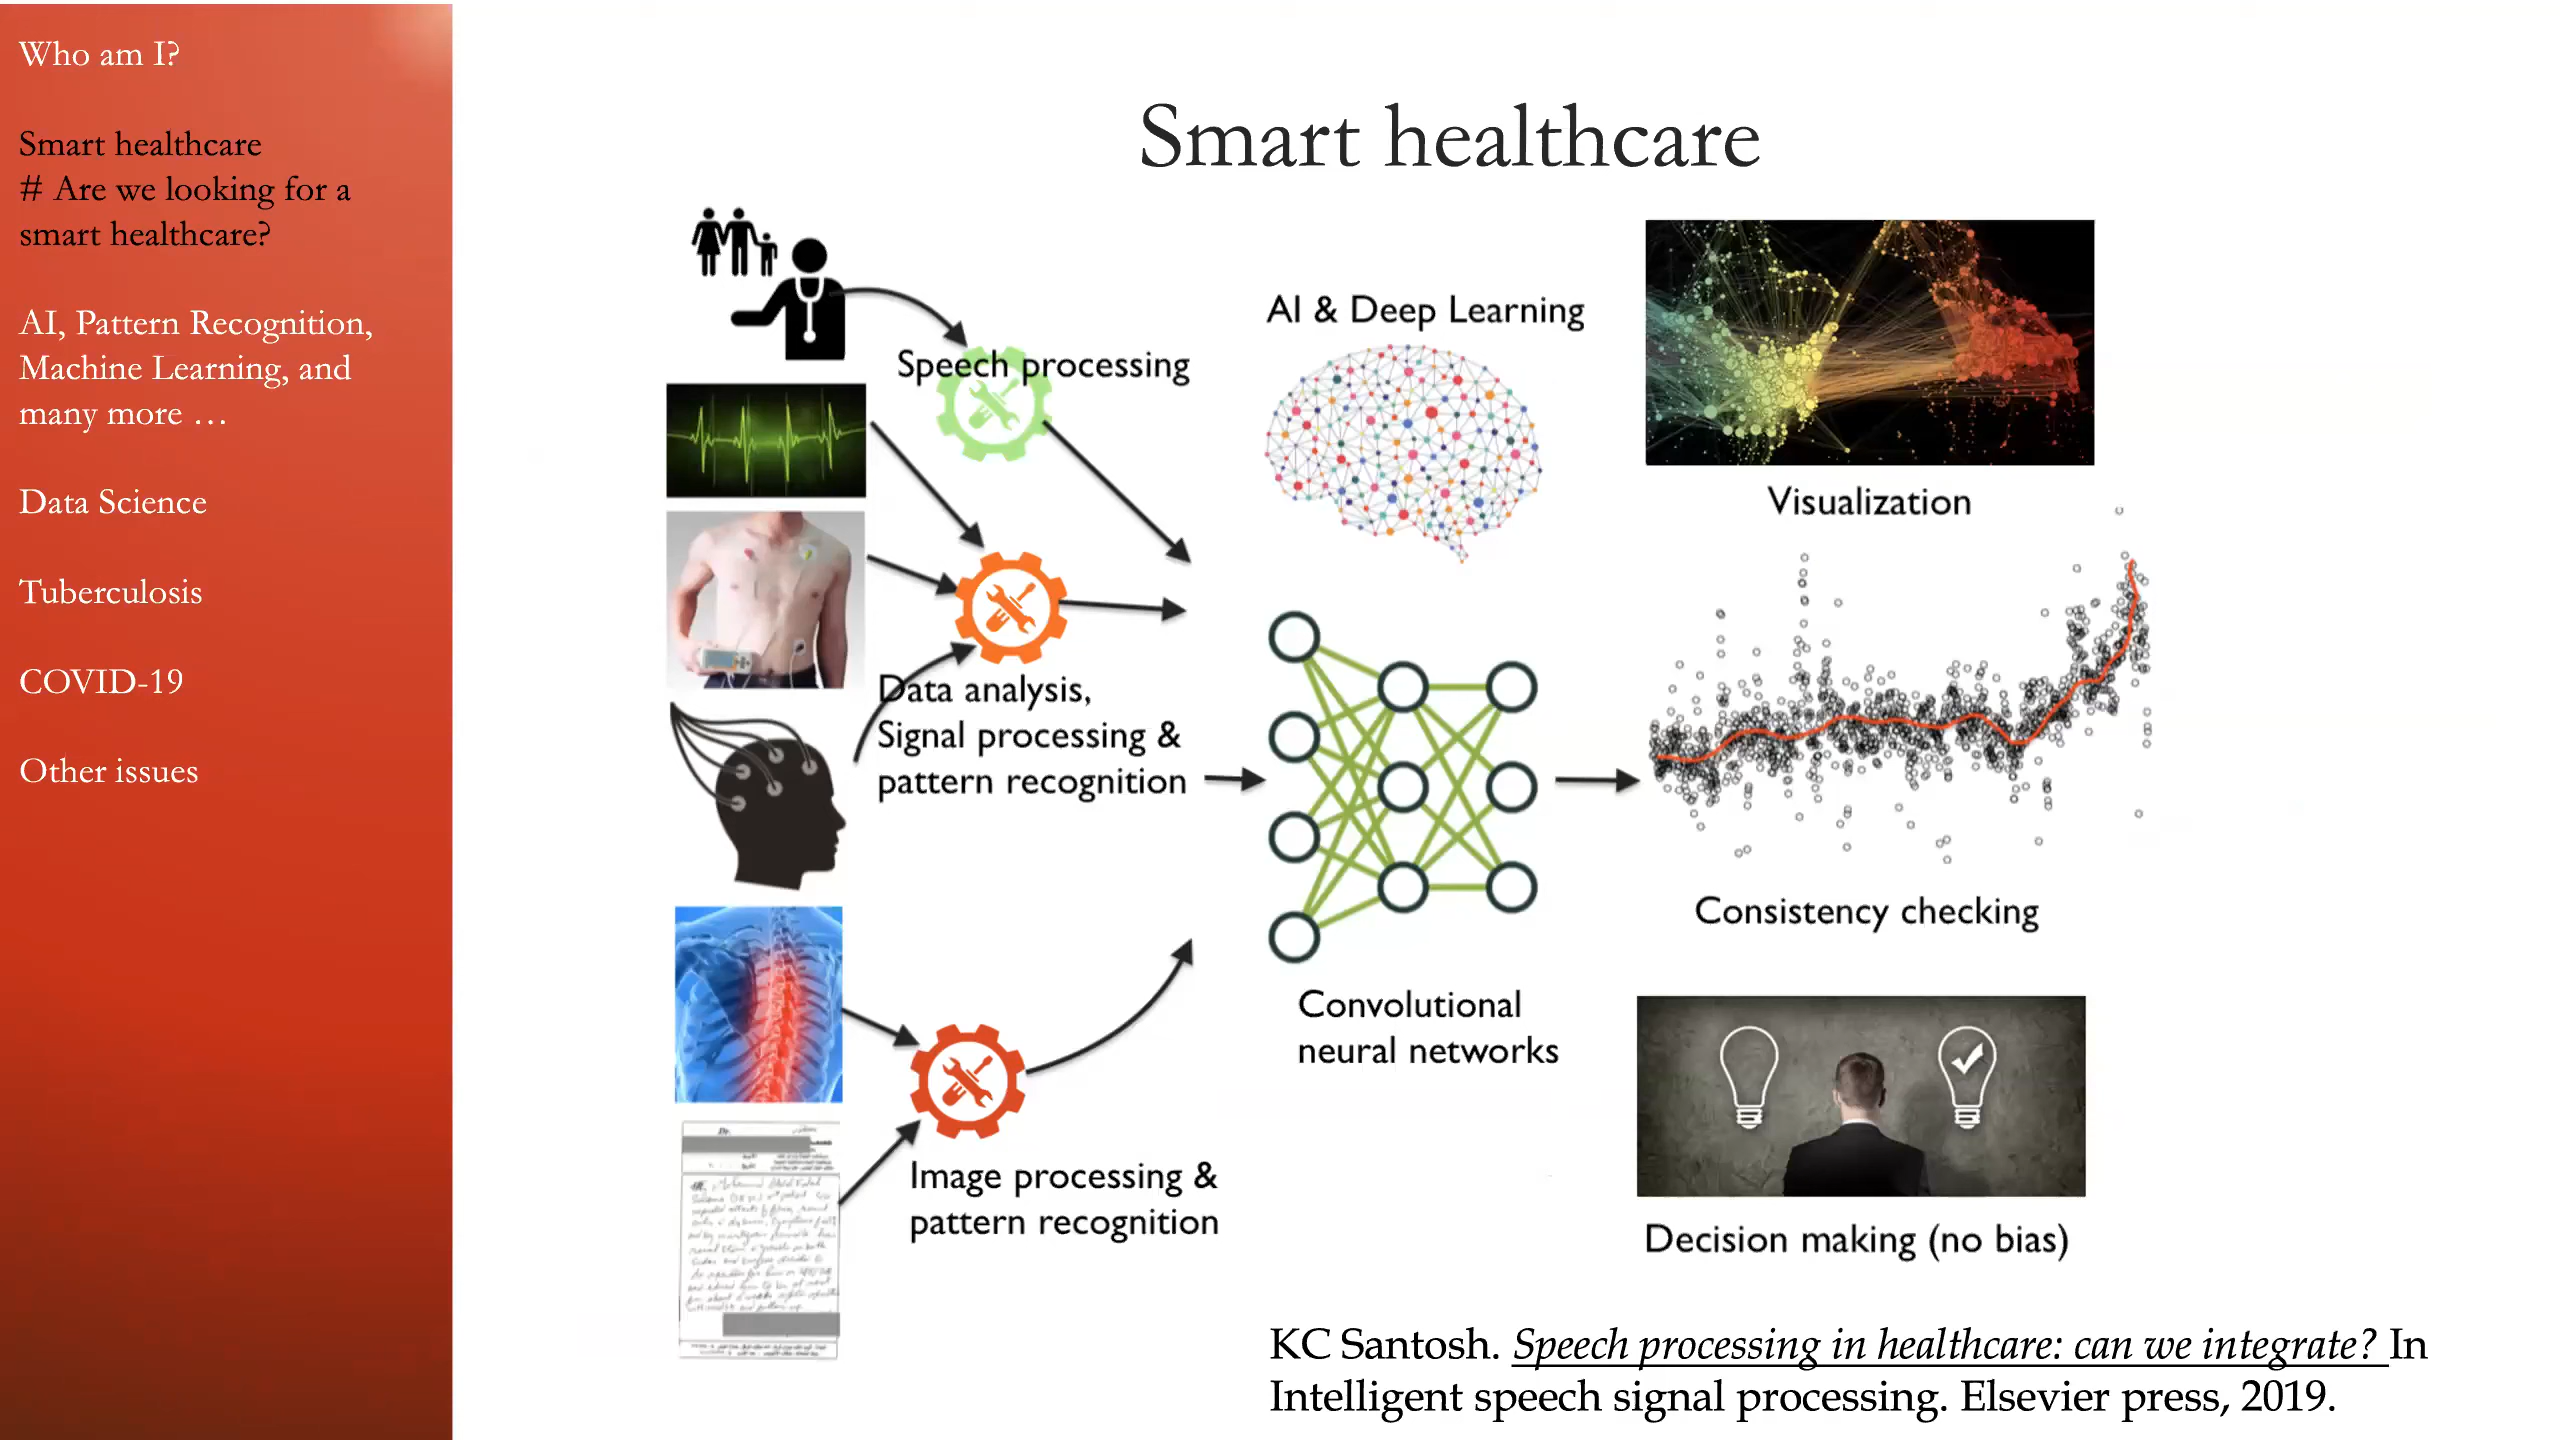 Who am I?
Smart healthcare
# Are we looking for a
smart healthcare?
AI, Pattern Recognition,
Machine Learning, and
many more …
Data Science
Tuberculosis
COVID-19
Other issues
Smart healthcare
Speech processing
Data analysis,
Signal processing &
pattern recognition
Image processing &
pattern recognition
AI & Deep Learning
Convolutional
neural networks
Visualization
Consistency checking
Decision making (no bias)
KC Santosh. Speech processing in healthcare: can we integrate? In
Intelligent speech signal processing. Elsevier press, 2019.
Dr.